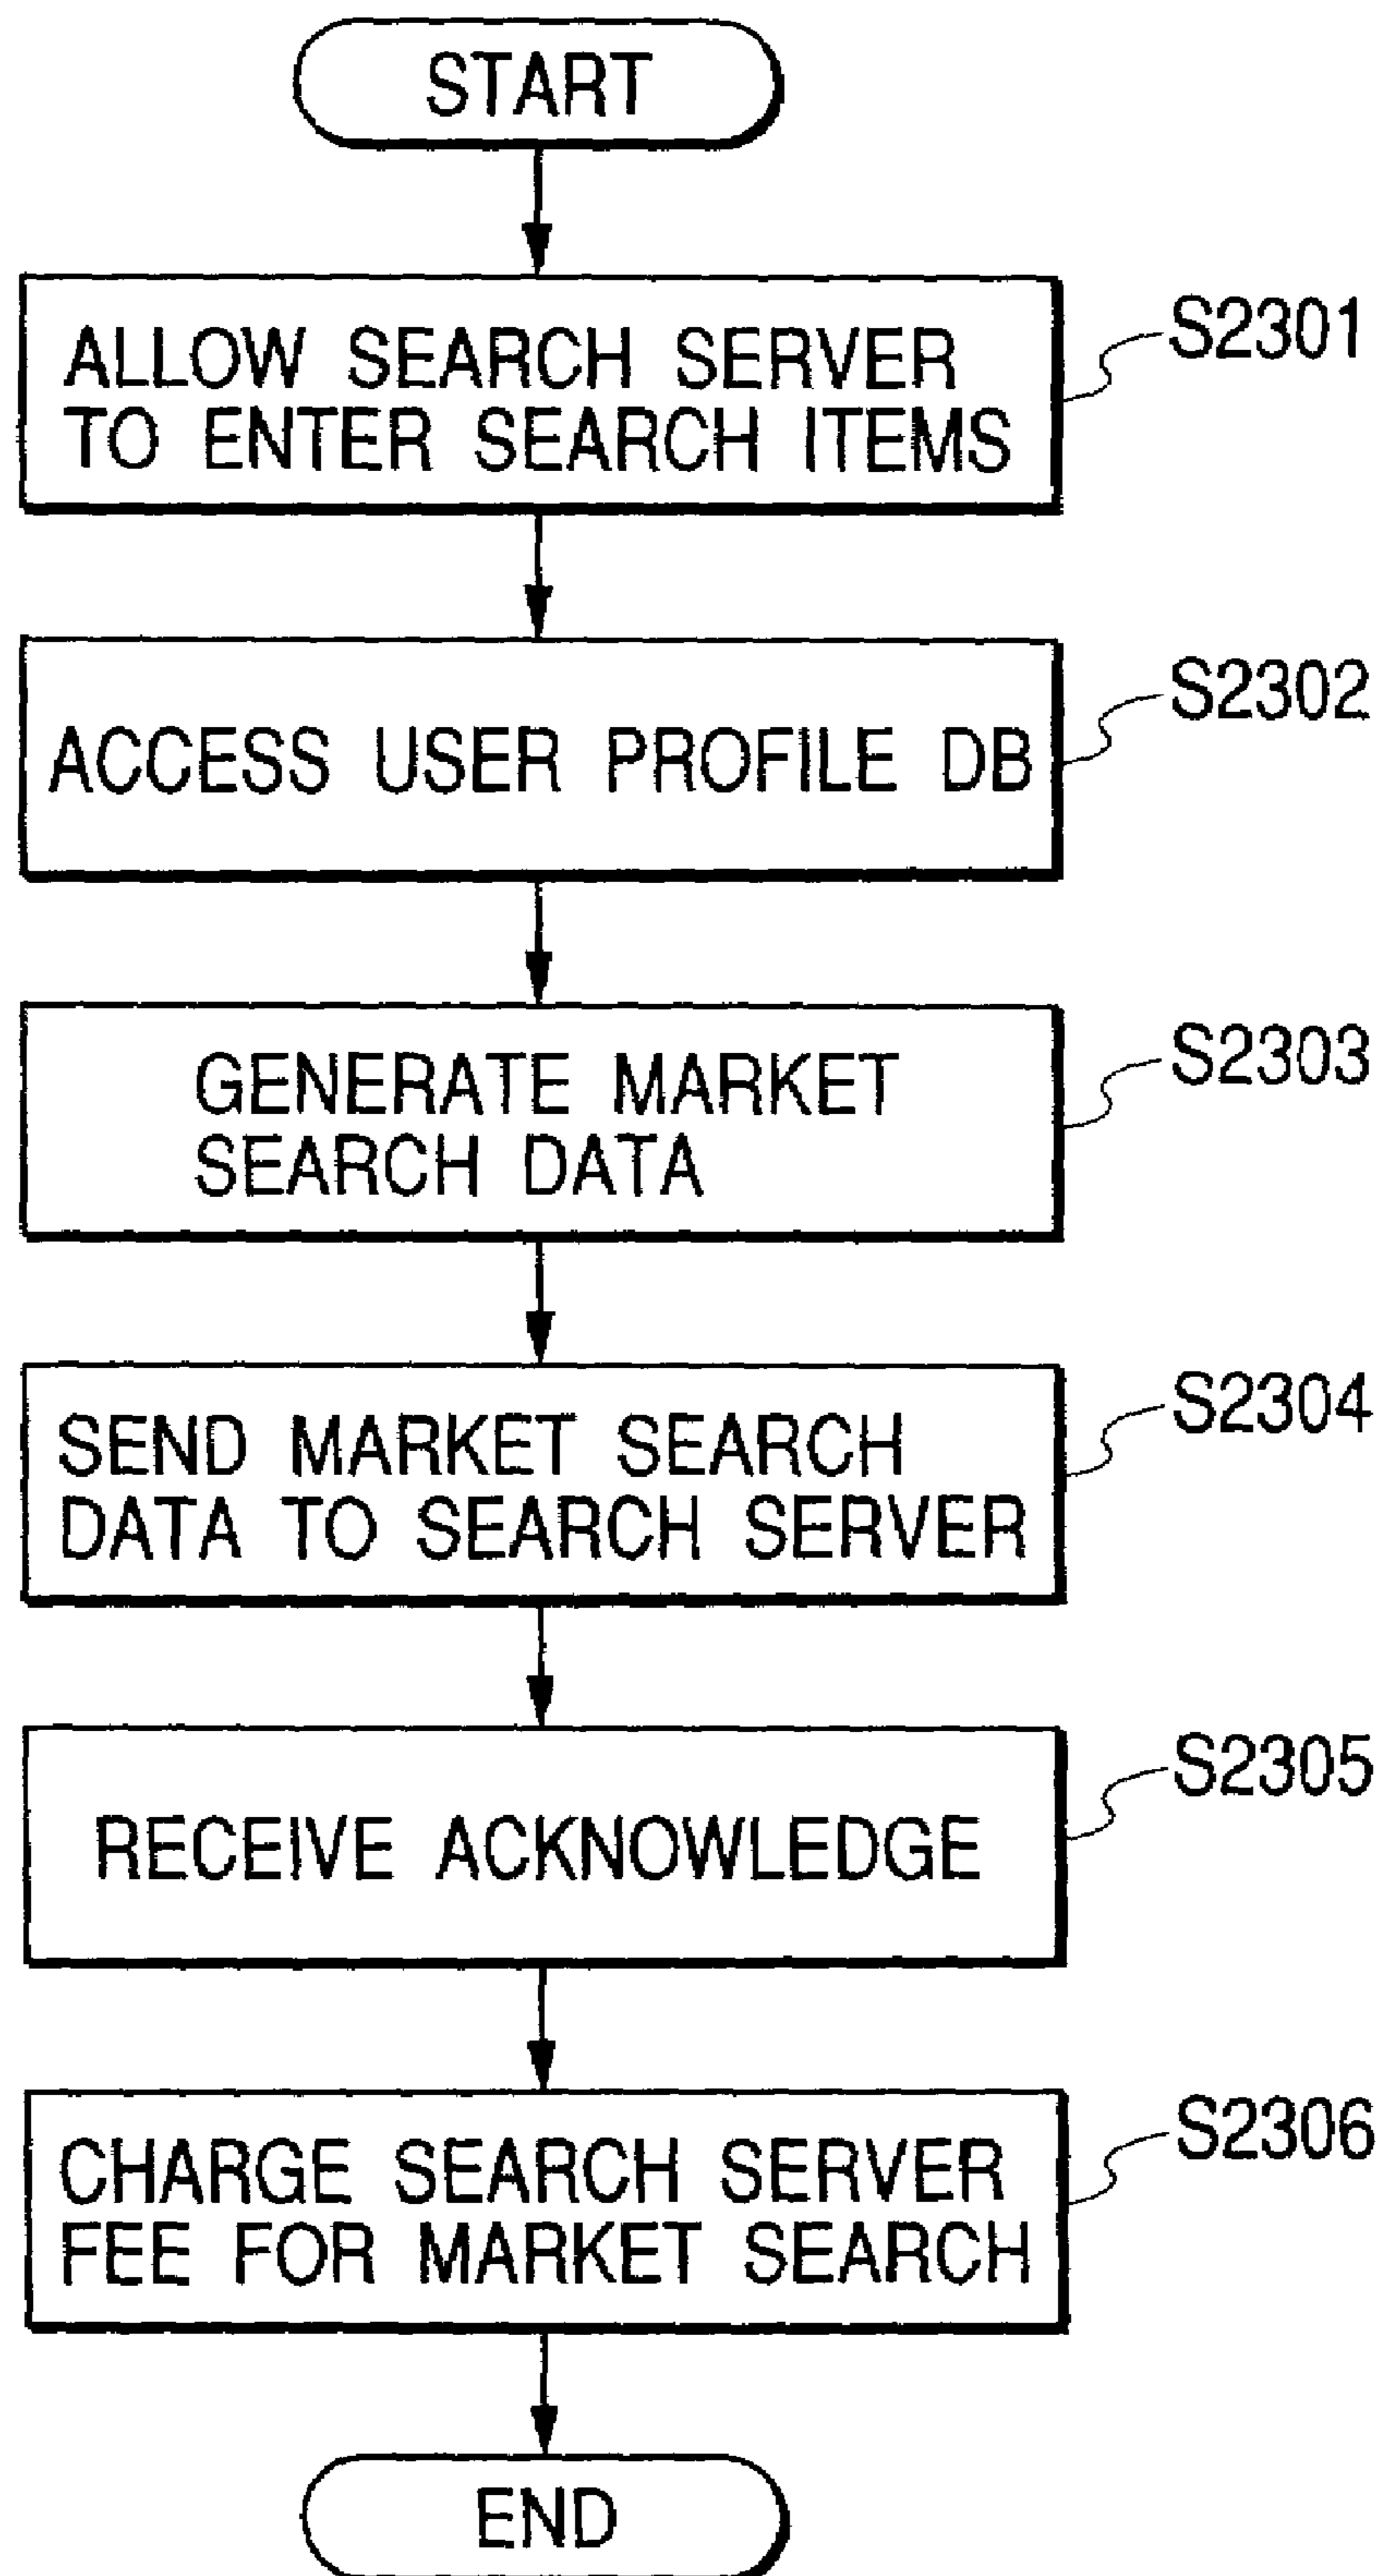 START
ALLOW SEARCH SERVER
TO ENTER SEARCH ITEMS
S2301
ACCESS USER PROFILE DB
S2302
GENERATE MARKET
SEARCH DATA
S2303
SEND MARKET SEARCH
DATA TO SEARCH SERVER
S2304
RECEIVE ACKNOWLEDGE
S2305
CHARGE SEARCH SERVER
FEE FOR MARKET SEARCH
S2306
END